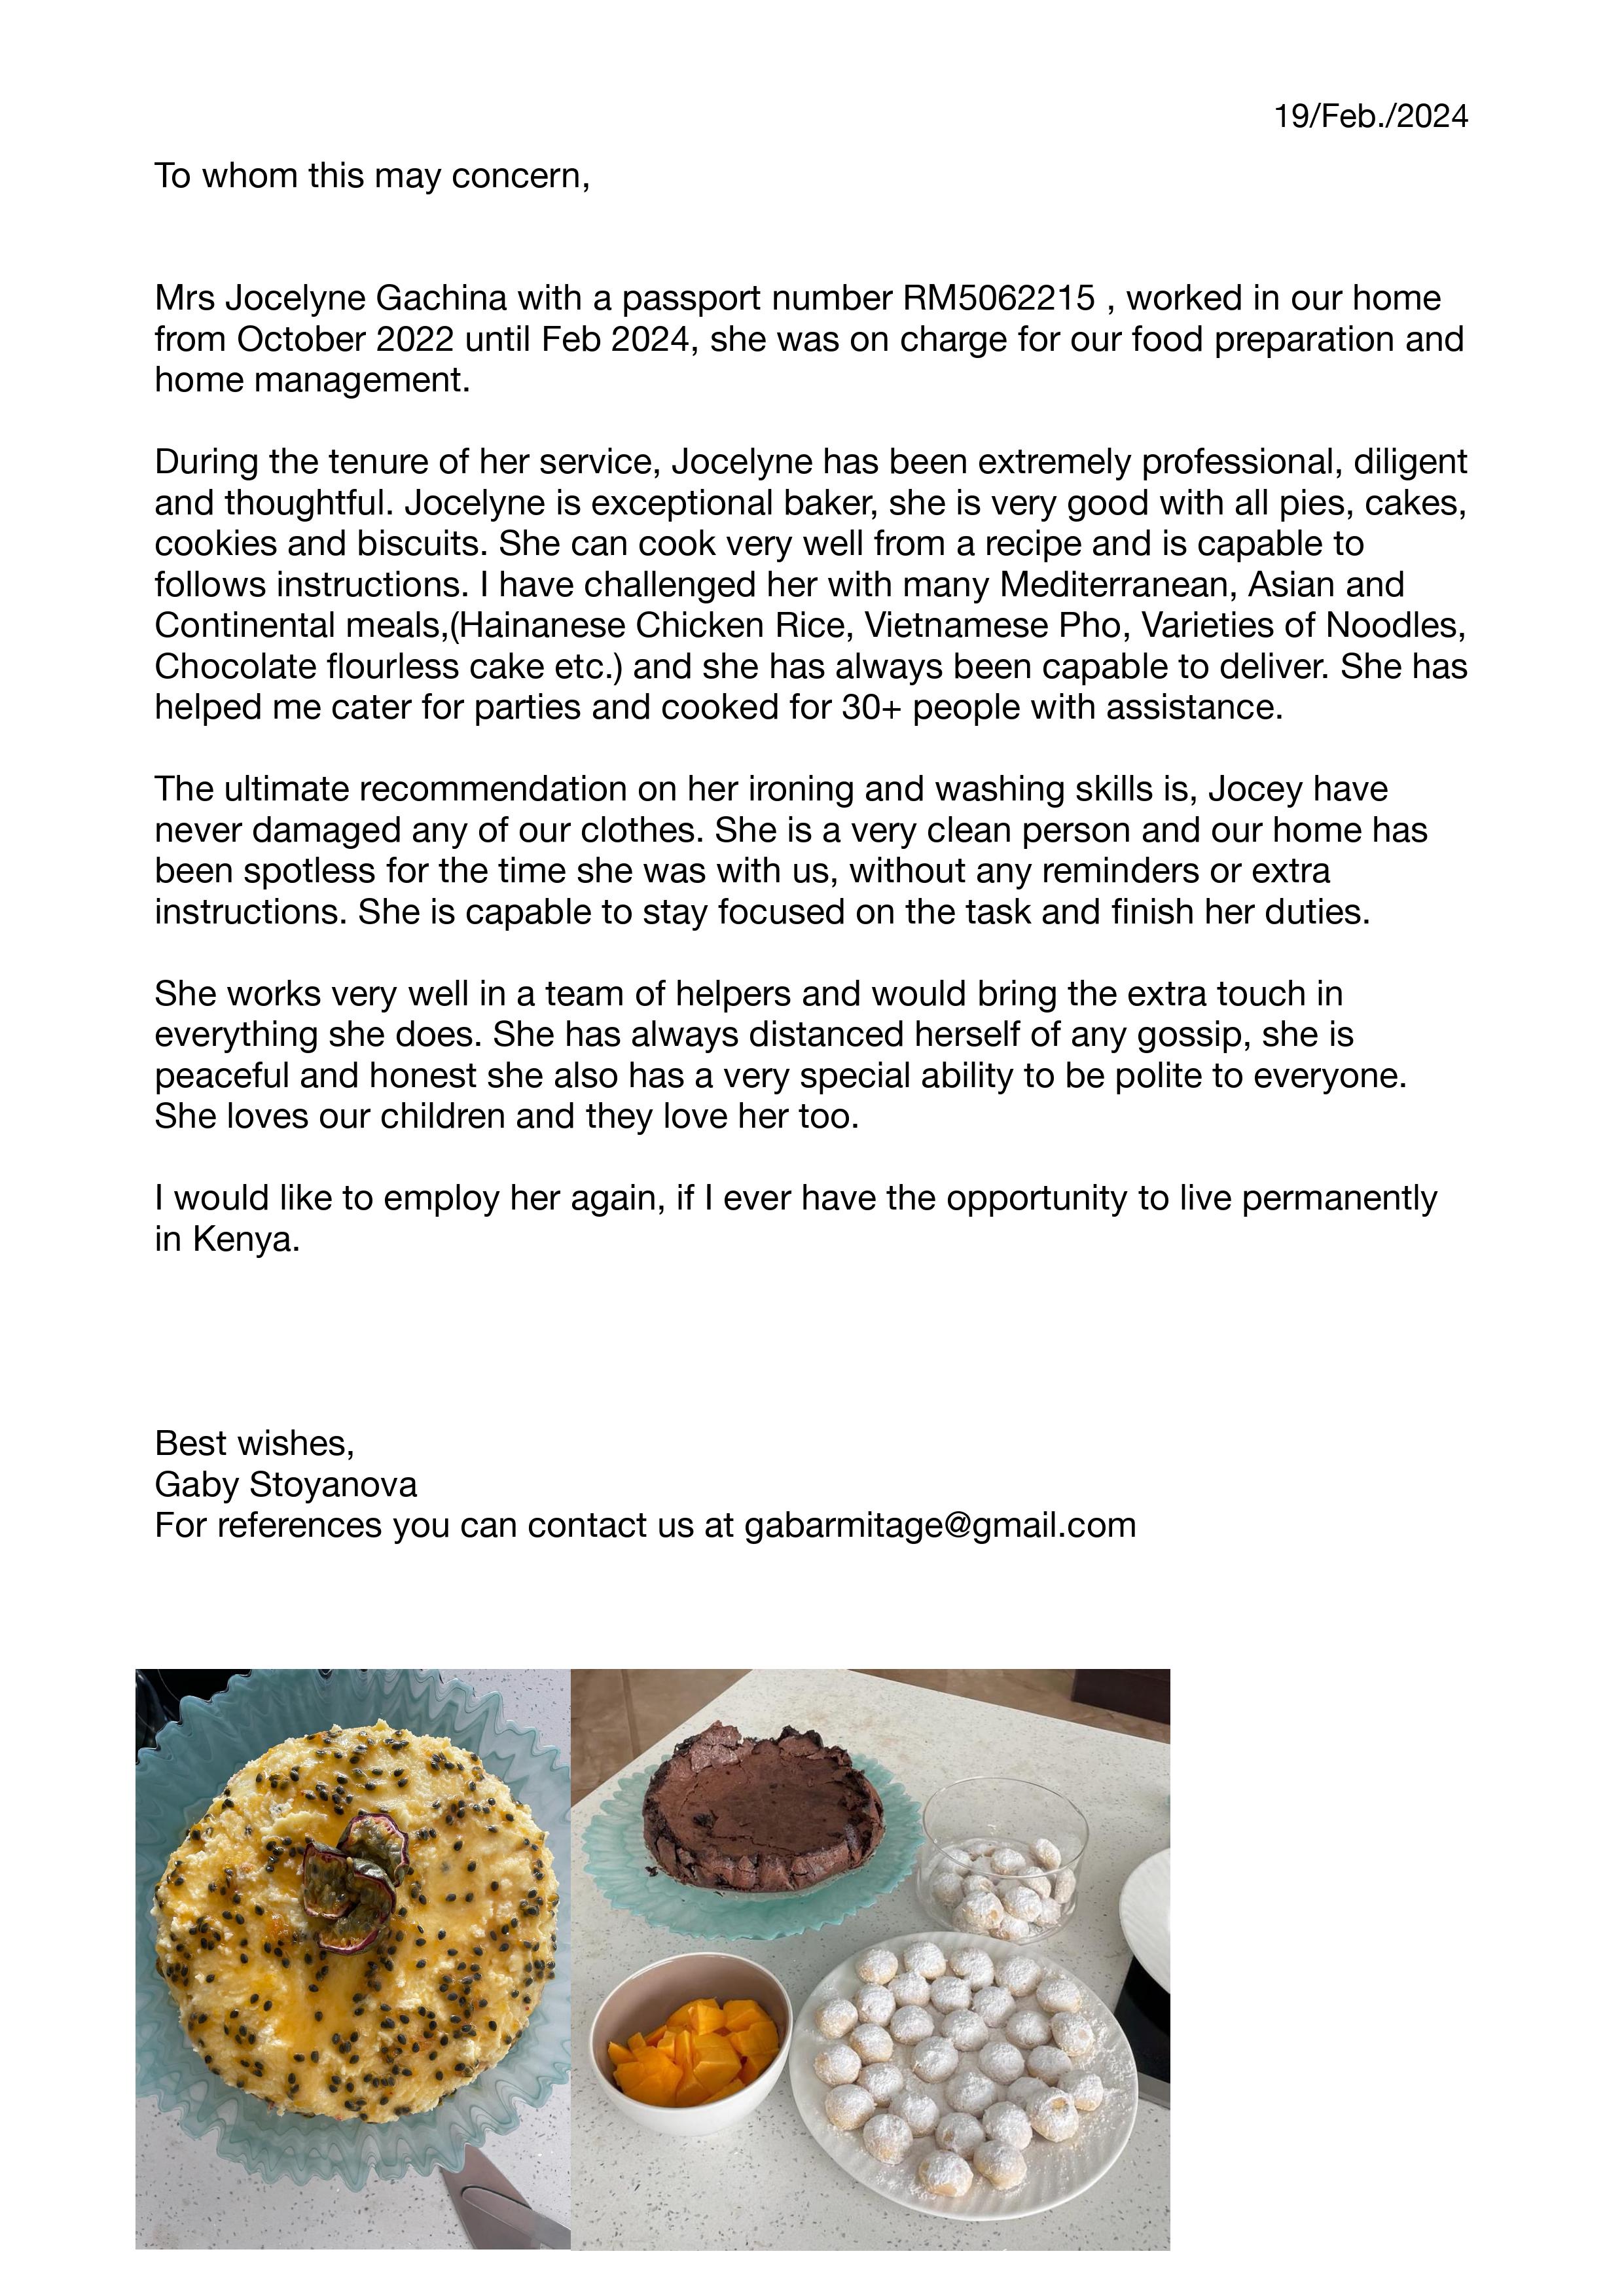 19/Feb./2024
To whom this may concern,
Mrs Jocelyne Gachina with a passport number RM5062215 , worked in our home
from October 2022 until Feb 2024, she was on charge for our food preparation and
home management.
During the tenure of her service, Jocelyne has been extremely professional, diligent
and thoughtful. Jocelyne is exceptional baker, she is very good with all pies, cakes,
cookies and biscuits. She can cook very well from a recipe and is capable to
follows instructions. I have challenged her with many Mediterranean, Asian and
Continental meals,(Hainanese Chicken Rice, Vietnamese Pho, Varieties of Noodles,
Chocolate flourless cake etc.) and she has always been capable to deliver. She has
helped me cater for parties and cooked for 30+ people with assistance.
The ultimate recommendation on her ironing and washing skills is, Jocey have
never damaged any of our clothes. She is a very clean person and our home has
been spotless for the time she was with us, without any reminders or extra
instructions. She is capable to stay focused on the task and finish her duties.
She works very well in a team of helpers and would bring the extra touch in
everything she does. She has always distanced herself of any gossip, she is
peaceful and honest she also has a very special ability to be polite to everyone.
She loves our children and they love her too.
I would like to employ her again, if I ever have the opportunity to live permanently
in Kenya.
Best wishes,
Gaby Stoyanova
For references you can contact us at gabarmitage@gmail.com